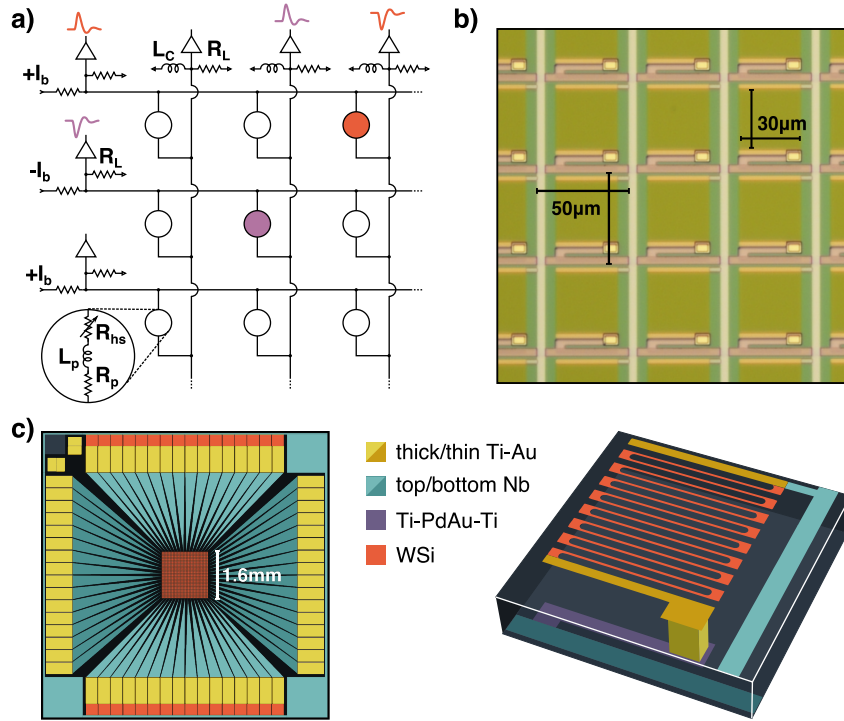 a)
L_C
R_L
+I_b
R_L
-I_b
+I_b
R_hs
L_p
R_p
b)
30µm
50µm
c)
1.6mm
thick/thin Ti-Au
top/bottom Nb
Ti-PdAu-Ti
WSi